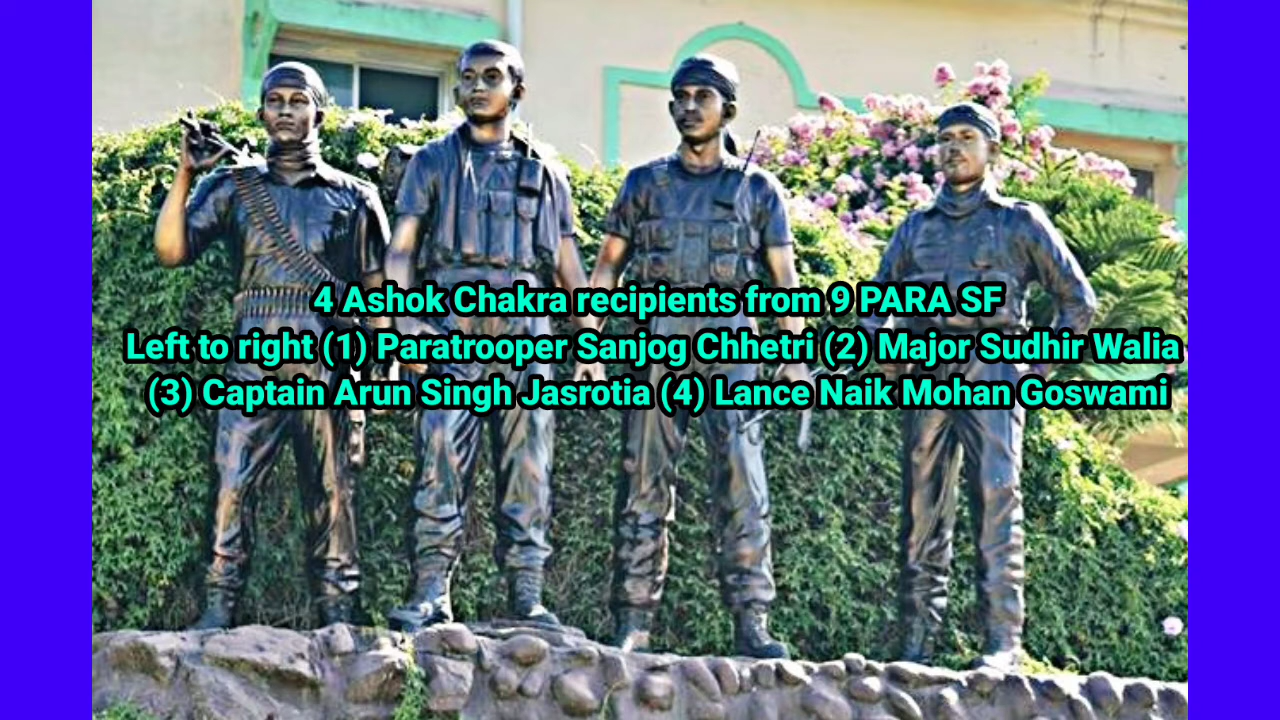 4 Ashok Chakra recipients from 9 PARA SF
Left to right (1) Paratrooper Sanjog Chhetri (2) Major Sudhir Walia
(3) Captain Arun Singh Jasrotia (4) Lance Naik Mohan Goswami